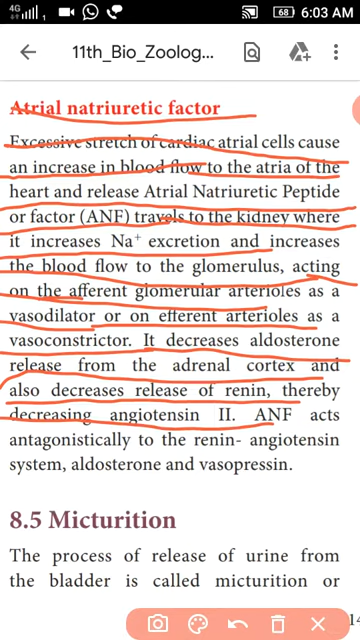 4G 68 6:03 AM
11th_Bio_Zoolog...
Atrial natriuretic factor
Excessive stretch of cardiac atrial cells cause
an increase in blood flow to the atria of the
heart and release Atrial Natriuretic Peptide
or factor (ANF) travels to the kidney where
it increases Na⁺ excretion and increases
the blood flow to the glomerulus, acting
on the afferent glomerular arterioles as a
vasodilator or on efferent arterioles as a
vasoconstrictor. It decreases aldosterone
release from the adrenal cortex and
also decreases release of renin, thereby
decreasing angiotensin II. ANF acts
antagonistically to the renin- angiotensin
system, aldosterone and vasopressin.
8.5 Micturition
The process of release of urine from
the bladder is called micturition or